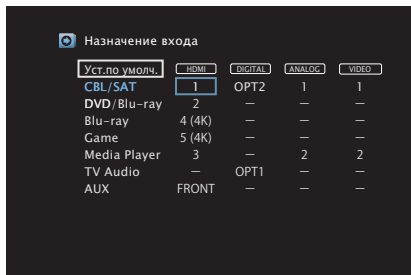 Назначение входа
Уст.по умолч. HDMI DIGITAL ANALOG VIDEO
CBL/SAT 1 OPT2 1 1
DVD/Blu-ray 2 — — —
Blu-ray 4 (4K) — — —
Game 5 (4K) — — —
Media Player 3 — 2 2
TV Audio — OPT1 — —
AUX FRONT — — —